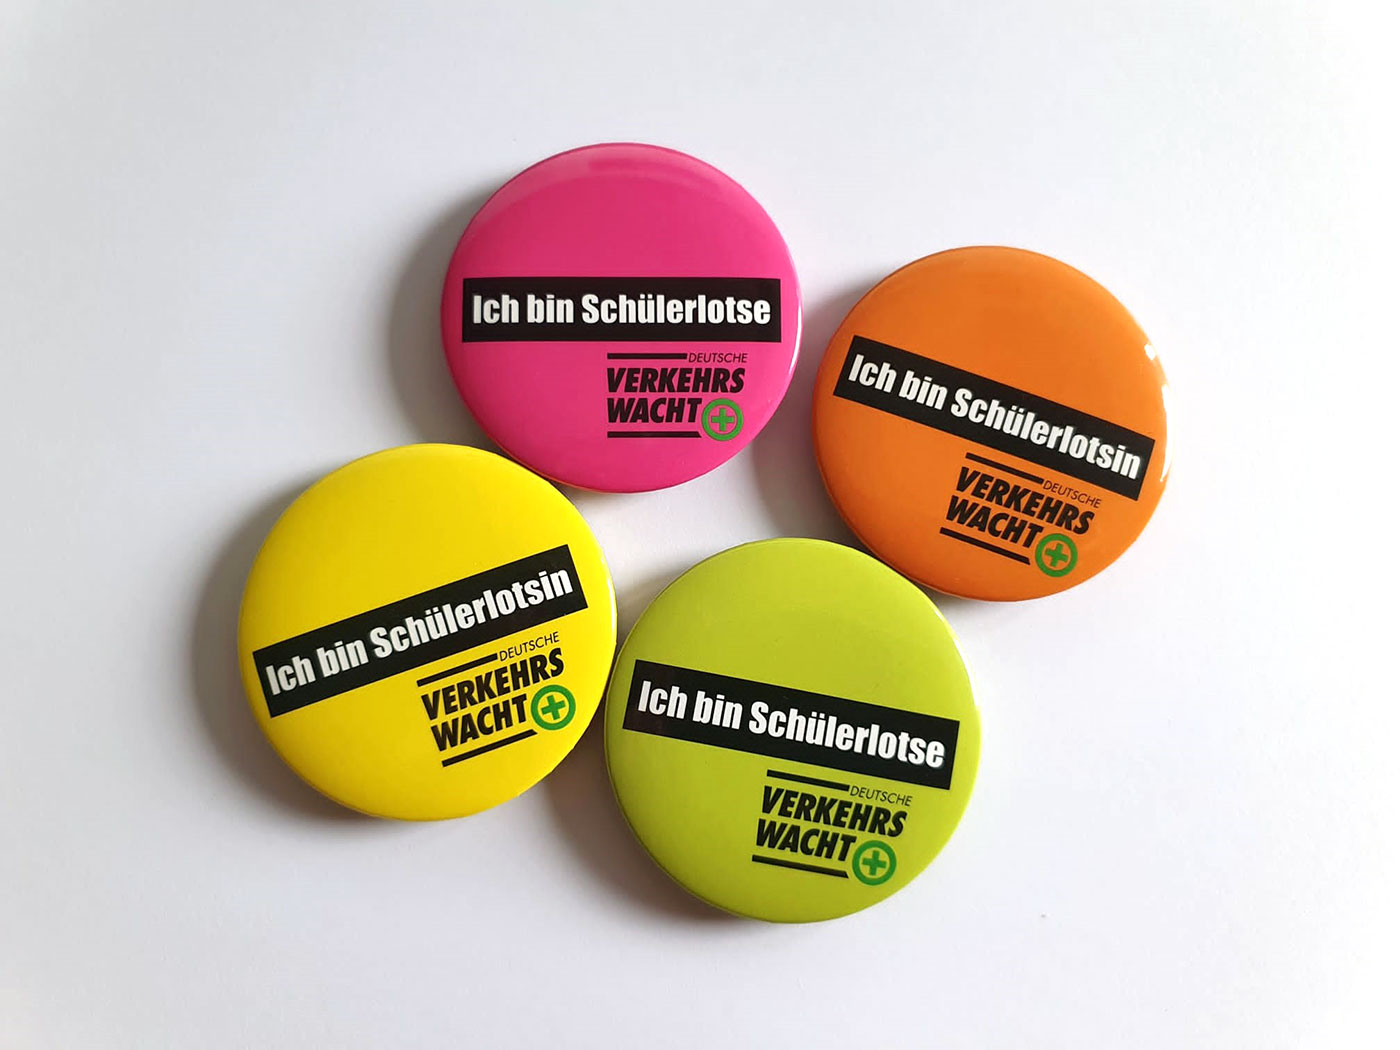 Ich bin Schülerlotse
DEUTSCHE
VERKEHRS
WACHT
Ich bin Schülerlotsin
DEUTSCHE
VERKEHRS
WACHT
Ich bin Schülerlotsin
DEUTSCHE
VERKEHRS
WACHT
Ich bin Schülerlotse
DEUTSCHE
VERKEHRS
WACHT